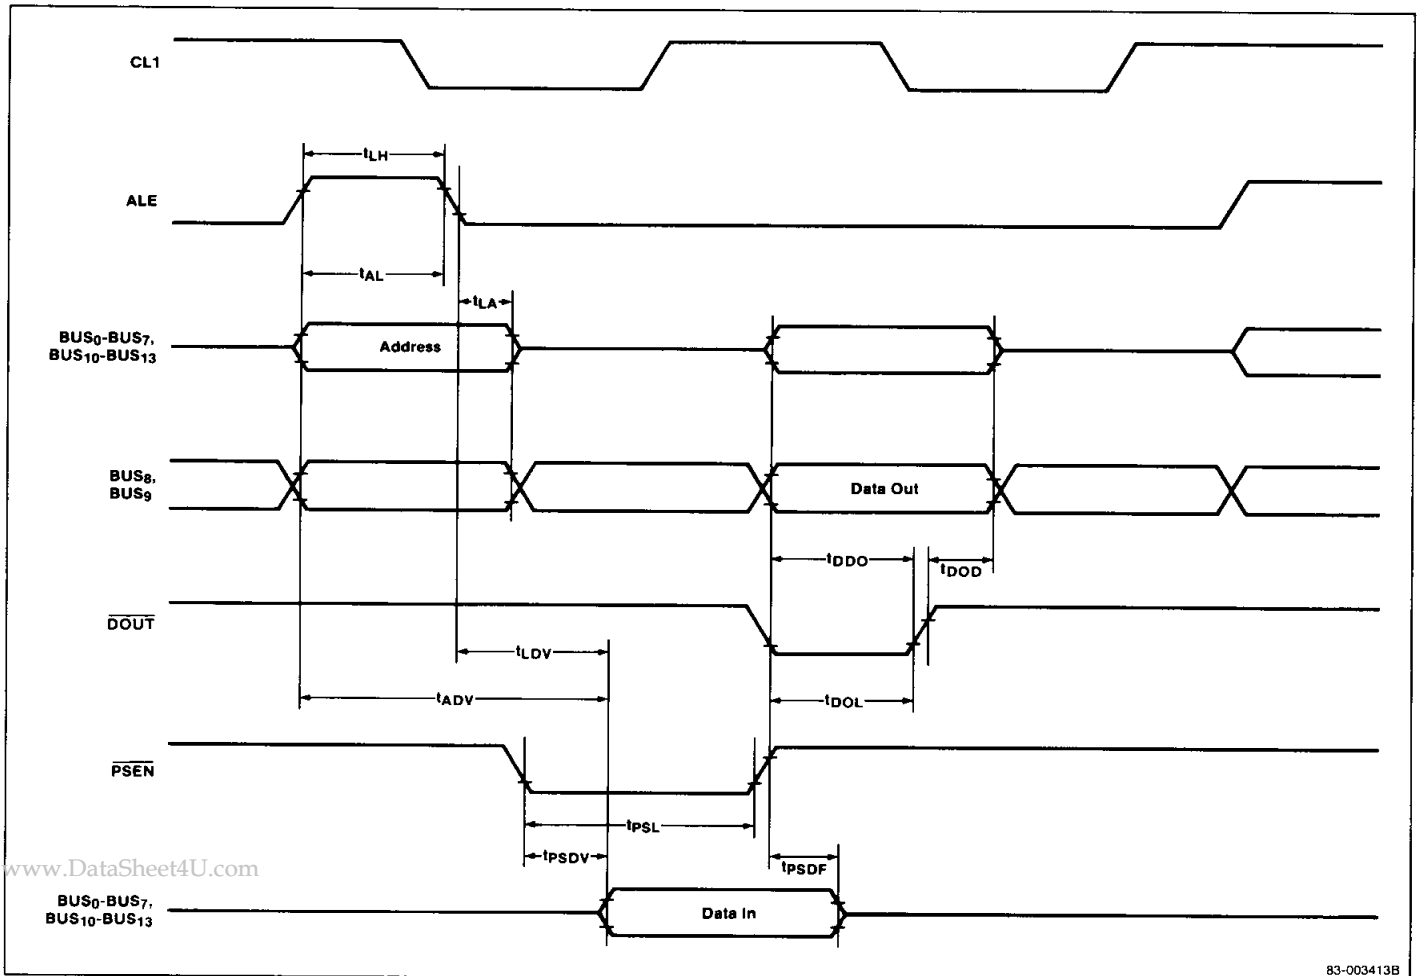 CL1
tLH
ALE
tAL
tLA
BUS0-BUS7,
BUS10-BUS13
Address
BUS8,
BUS9
Data Out
tDDO
tDOD
DOUT
tLDV
tADV
tDOL
PSEN
tPSL
tPSDV
tPSDF
www.DataSheet4U.com
BUS0-BUS7,
BUS10-BUS13
Data In
83-003413B